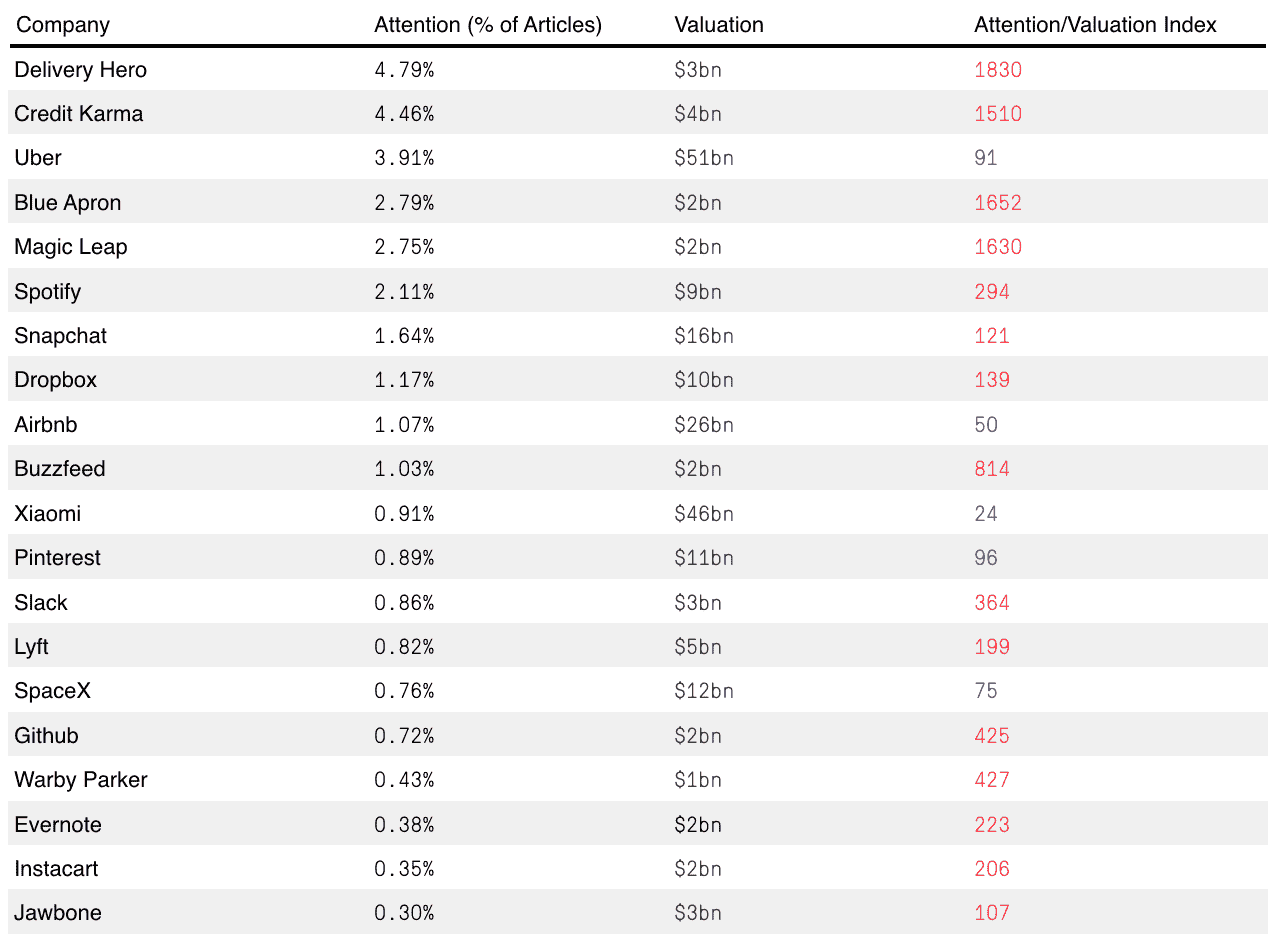 Company Attention (% of Articles) Valuation Attention/Valuation Index
Delivery Hero 4.79% $3bn 1830
Credit Karma 4.46% $4bn 1510
Uber 3.91% $51bn 91
Blue Apron 2.79% $2bn 1652
Magic Leap 2.75% $2bn 1630
Spotify 2.11% $9bn 294
Snapchat 1.64% $16bn 121
Dropbox 1.17% $10bn 139
Airbnb 1.07% $26bn 50
Buzzfeed 1.03% $2bn 814
Xiaomi 0.91% $46bn 24
Pinterest 0.89% $11bn 96
Slack 0.86% $3bn 364
Lyft 0.82% $5bn 199
SpaceX 0.76% $12bn 75
Github 0.72% $2bn 425
Warby Parker 0.43% $1bn 427
Evernote 0.38% $2bn 223
Instacart 0.35% $2bn 206
Jawbone 0.30% $3bn 107